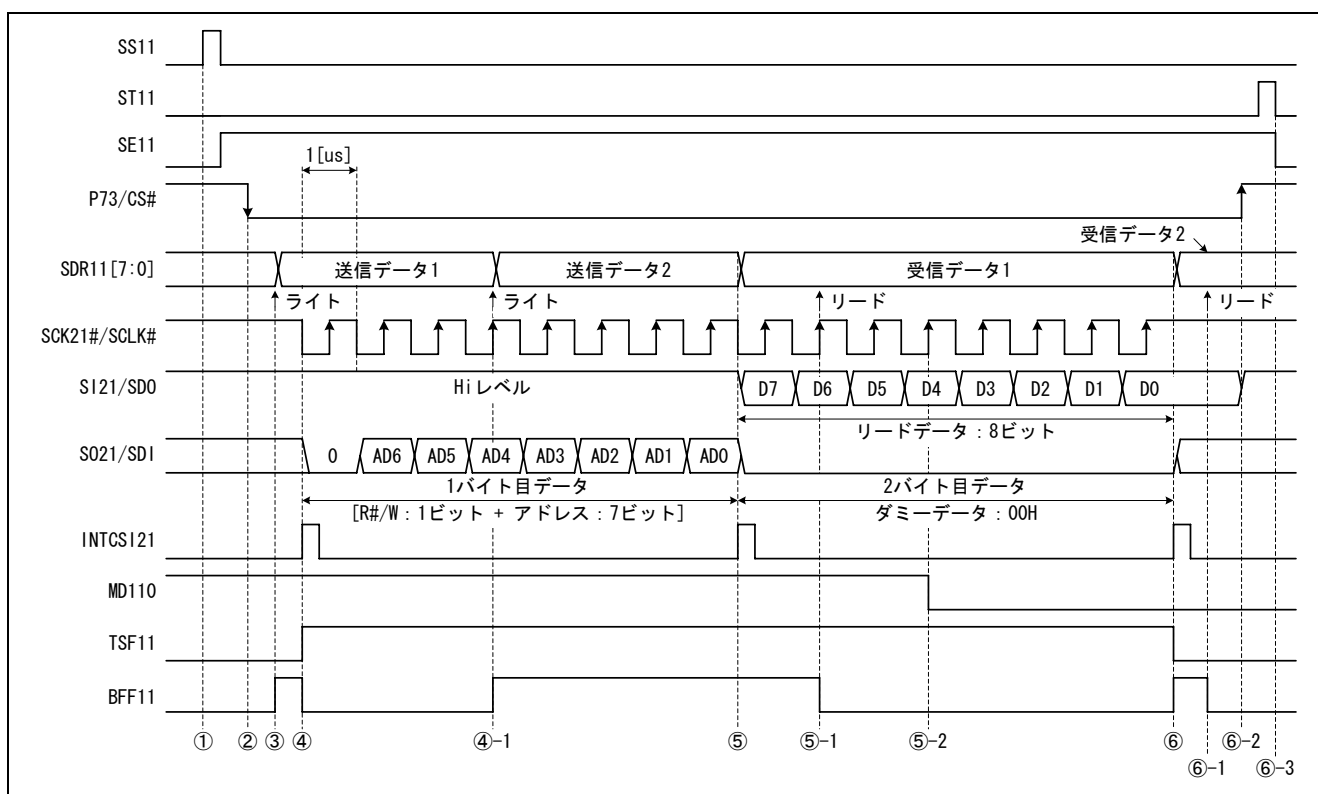 SS11
ST11
SE11
1[us]
P73/CS#
受信データ2
SDR11[7:0]
送信データ1
送信データ2
受信データ1
ライト
ライト
リード
リード
SCK21#/SCLK#
SI21/SDO
Hiレベル
D7
D6
D5
D4
D3
D2
D1
D0
リードデータ:8ビット
SO21/SDI
0
AD6
AD5
AD4
AD3
AD2
AD1
AD0
1バイト目データ
2バイト目データ
[R#/W:1ビット + アドレス:7ビット]
ダミーデータ:00H
INTCSI21
MD110
TSF11
BFF11
①
②
③
④
④-1
⑤
⑤-1
⑤-2
⑥
⑥-2
⑥-1
⑥-3